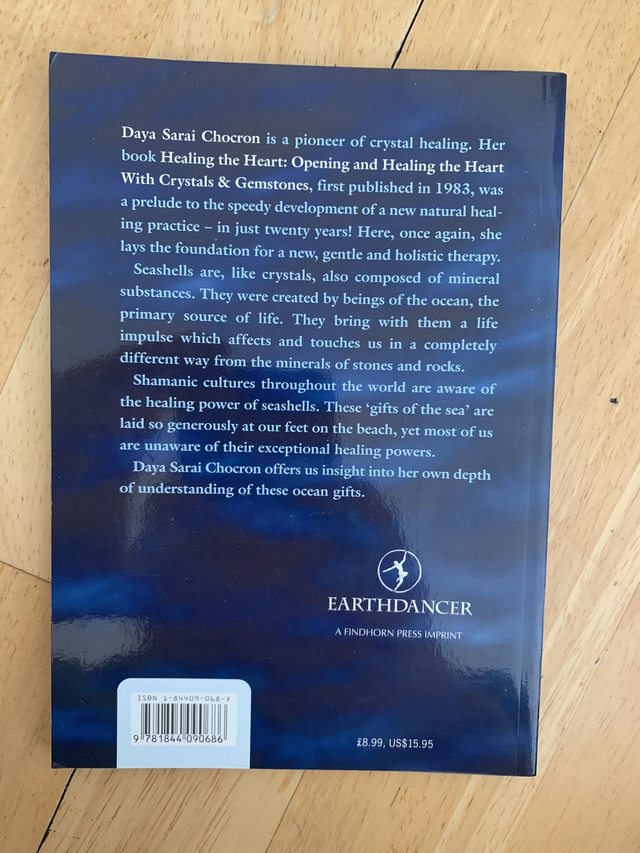 Daya Sarai Chocron is a pioneer of crystal healing. Her
book Healing the Heart: Opening and Healing the Heart
With Crystals & Gemstones, first published in 1983, was
a prelude to the speedy development of a new natural heal-
ing practice – in just twenty years! Here, once again, she
lays the foundation for a new, gentle and holistic therapy.
Seashells are, like crystals, also composed of mineral
substances. They were created by beings of the ocean, the
primary source of life. They bring with them a life
impulse which affects and touches us in a completely
different way from the minerals of stones and rocks.
Shamanic cultures throughout the world are aware of
the healing power of seashells. These ‘gifts of the sea’ are
laid so generously at our feet on the beach, yet most of us
are unaware of their exceptional healing powers.
Daya Sarai Chocron offers us insight into her own depth
of understanding of these ocean gifts.
EARTHDANCER
A FINDHORN PRESS IMPRINT
ISBN 1-84409-068-X
9 781844 090686
£8.99, US$15.95